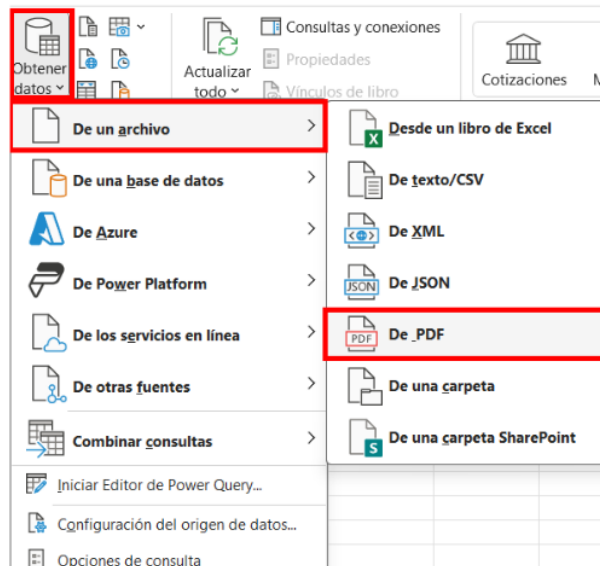 Obtener
datos
Actualizar
todo
Consultas y conexiones
Propiedades
Vínculos de libro
Cotizaciones
De un archivo
De una base de datos
De Azure
De Power Platform
De los servicios en línea
De otras fuentes
Combinar consultas
Iniciar Editor de Power Query...
Configuración del origen de datos...
Opciones de consulta
Desde un libro de Excel
De texto/CSV
De XML
JSON
De JSON
PDF
De PDF
De una carpeta
De una carpeta SharePoint